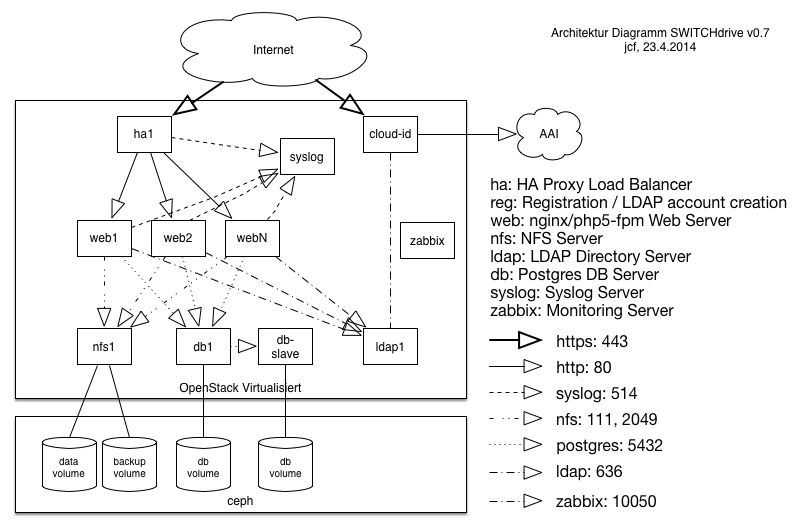 Internet
Architektur Diagramm SWITCHdrive v0.7
jcf, 23.4.2014
ha1
cloud-id
AAI
syslog
web1
web2
webN
zabbix
nfs1
db1
db-
slave
ldap1
OpenStack Virtualisiert
data
volume
backup
volume
db
volume
db
volume
ceph
ha: HA Proxy Load Balancer
reg: Registration / LDAP account creation
web: nginx/php5-fpm Web Server
nfs: NFS Server
ldap: LDAP Directory Server
db: Postgres DB Server
syslog: Syslog Server
zabbix: Monitoring Server
https: 443
http: 80
syslog: 514
nfs: 111, 2049
postgres: 5432
ldap: 636
zabbix: 10050